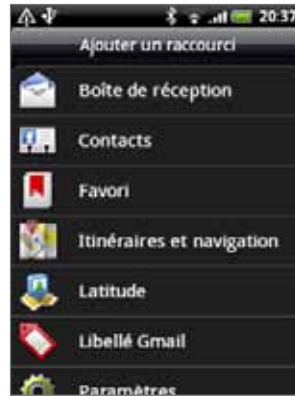 20:37
Ajouter un raccourci
Boîte de réception
Contacts
Favori
Itinéraires et navigation
Latitude
Libellé Gmail
Paramètres